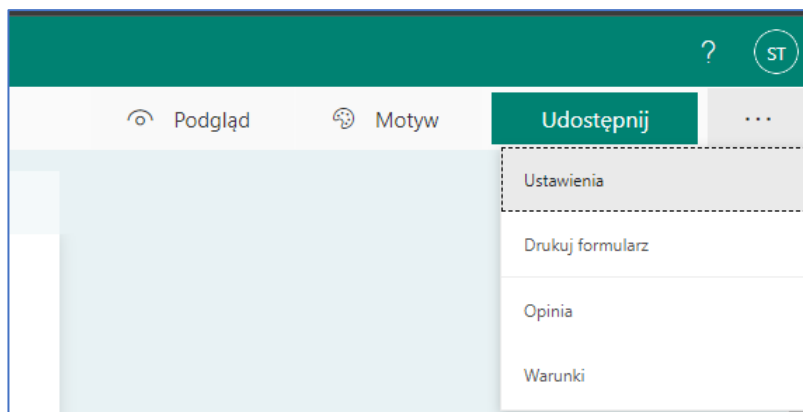 ?
ST
Podgląd
Motyw
Udostępnij
...
Ustawienia
Drukuj formularz
Opinia
Warunki